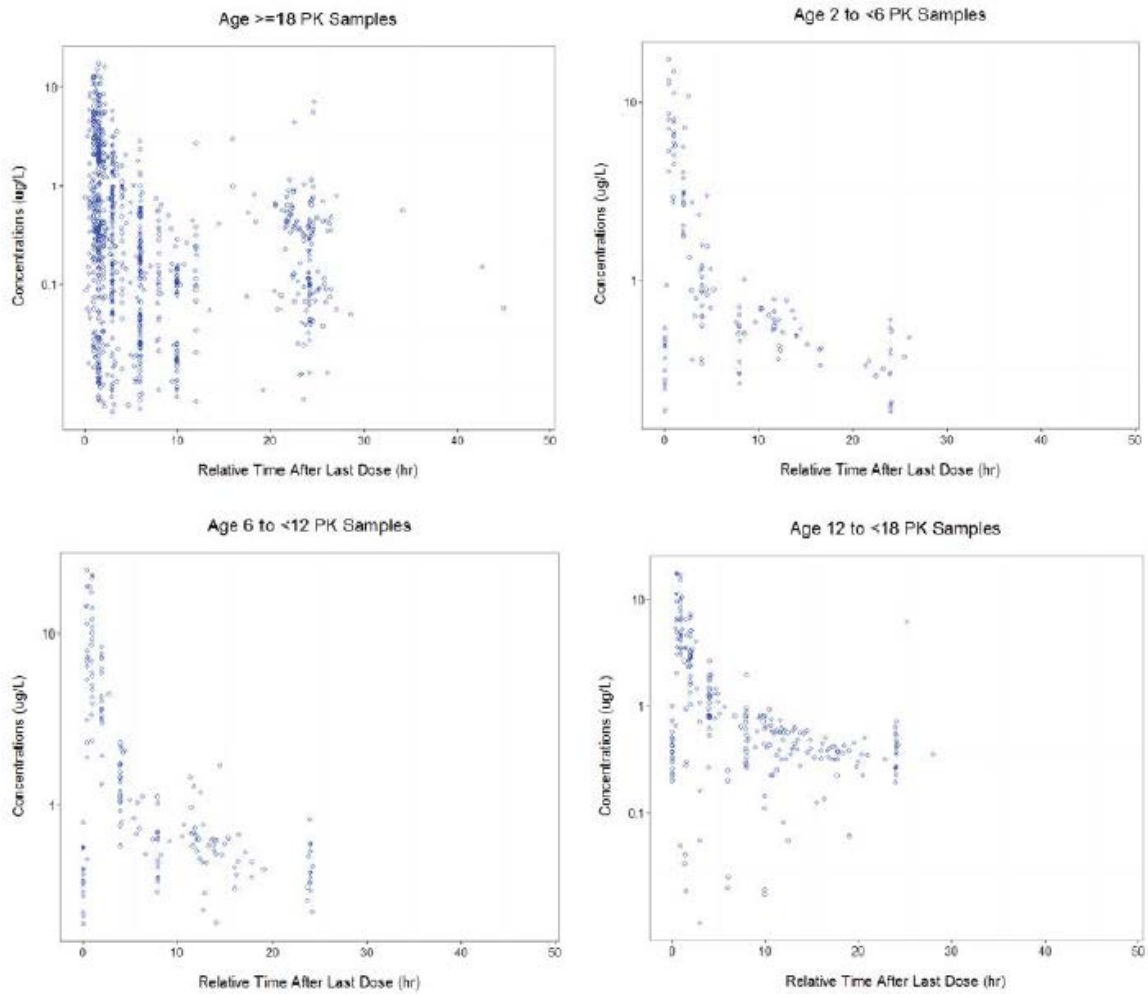 Age >=18 PK Samples
Concentrations (ug/L)
10
1
0.1
0
10
20
30
40
50
Relative Time After Last Dose (hr)
Age 2 to <6 PK Samples
Concentrations (ug/L)
10
1
0
10
20
30
40
50
Relative Time After Last Dose (hr)
Age 6 to <12 PK Samples
Concentrations (ug/L)
10
1
0
10
20
30
40
50
Relative Time After Last Dose (hr)
Age 12 to <18 PK Samples
Concentrations (ug/L)
10
1
0.1
0
10
20
30
40
50
Relative Time After Last Dose (hr)